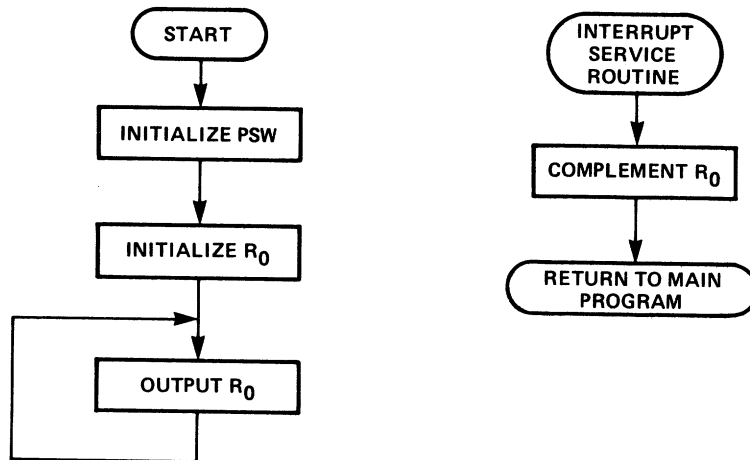 START
INITIALIZE PSW
INITIALIZE R0
OUTPUT R0
INTERRUPT
SERVICE
ROUTINE
COMPLEMENT R0
RETURN TO MAIN
PROGRAM